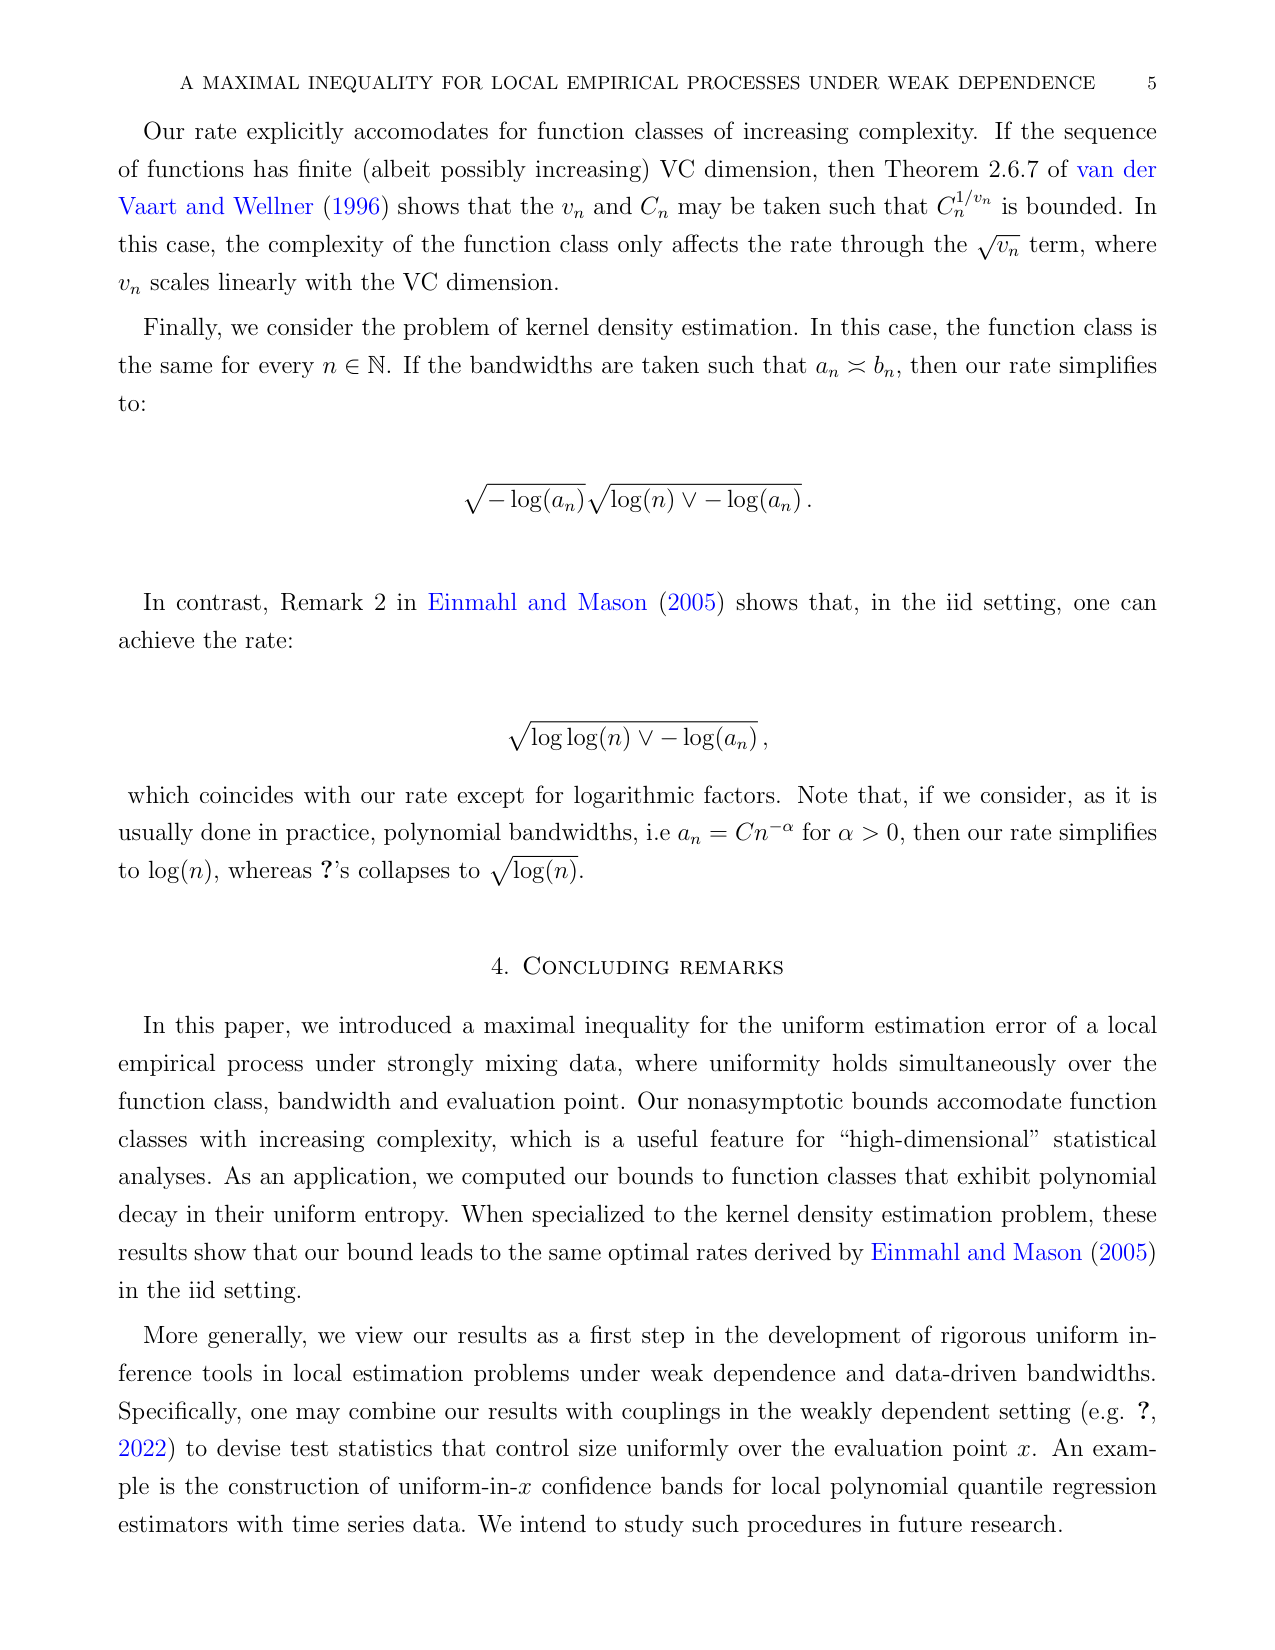 A MAXIMAL INEQUALITY FOR LOCAL EMPIRICAL PROCESSES UNDER WEAK DEPENDENCE 5
Our rate explicitly accomodates for function classes of increasing complexity. If the sequence
of functions has finite (albeit possibly increasing) VC dimension, then Theorem 2.6.7 of van der
Vaart and Wellner (1996) shows that the $v_n$ and $C_n$ may be taken such that $C_n^{1/v_n}$ is bounded. In
this case, the complexity of the function class only affects the rate through the $\sqrt{v_n}$ term, where
$v_n$ scales linearly with the VC dimension.
Finally, we consider the problem of kernel density estimation. In this case, the function class is
the same for every $n \in \mathbb{N}$. If the bandwidths are taken such that $a_n \asymp b_n$, then our rate simplifies
to:
$\sqrt{-\log(a_n)}\sqrt{\log(n) \vee -\log(a_n)}\,.$
In contrast, Remark 2 in Einmahl and Mason (2005) shows that, in the iid setting, one can
achieve the rate:
$\sqrt{\log\log(n) \vee -\log(a_n)}\,,$
which coincides with our rate except for logarithmic factors. Note that, if we consider, as it is
usually done in practice, polynomial bandwidths, i.e $a_n = Cn^{-\alpha}$ for $\alpha > 0$, then our rate simplifies
to $\log(n)$, whereas ?'s collapses to $\sqrt{\log(n)}$.
4. Concluding remarks
In this paper, we introduced a maximal inequality for the uniform estimation error of a local
empirical process under strongly mixing data, where uniformity holds simultaneously over the
function class, bandwidth and evaluation point. Our nonasymptotic bounds accomodate function
classes with increasing complexity, which is a useful feature for “high-dimensional” statistical
analyses. As an application, we computed our bounds to function classes that exhibit polynomial
decay in their uniform entropy. When specialized to the kernel density estimation problem, these
results show that our bound leads to the same optimal rates derived by Einmahl and Mason (2005)
in the iid setting.
More generally, we view our results as a first step in the development of rigorous uniform in-
ference tools in local estimation problems under weak dependence and data-driven bandwidths.
Specifically, one may combine our results with couplings in the weakly dependent setting (e.g. ?,
2022) to devise test statistics that control size uniformly over the evaluation point $x$. An exam-
ple is the construction of uniform-in-$x$ confidence bands for local polynomial quantile regression
estimators with time series data. We intend to study such procedures in future research.